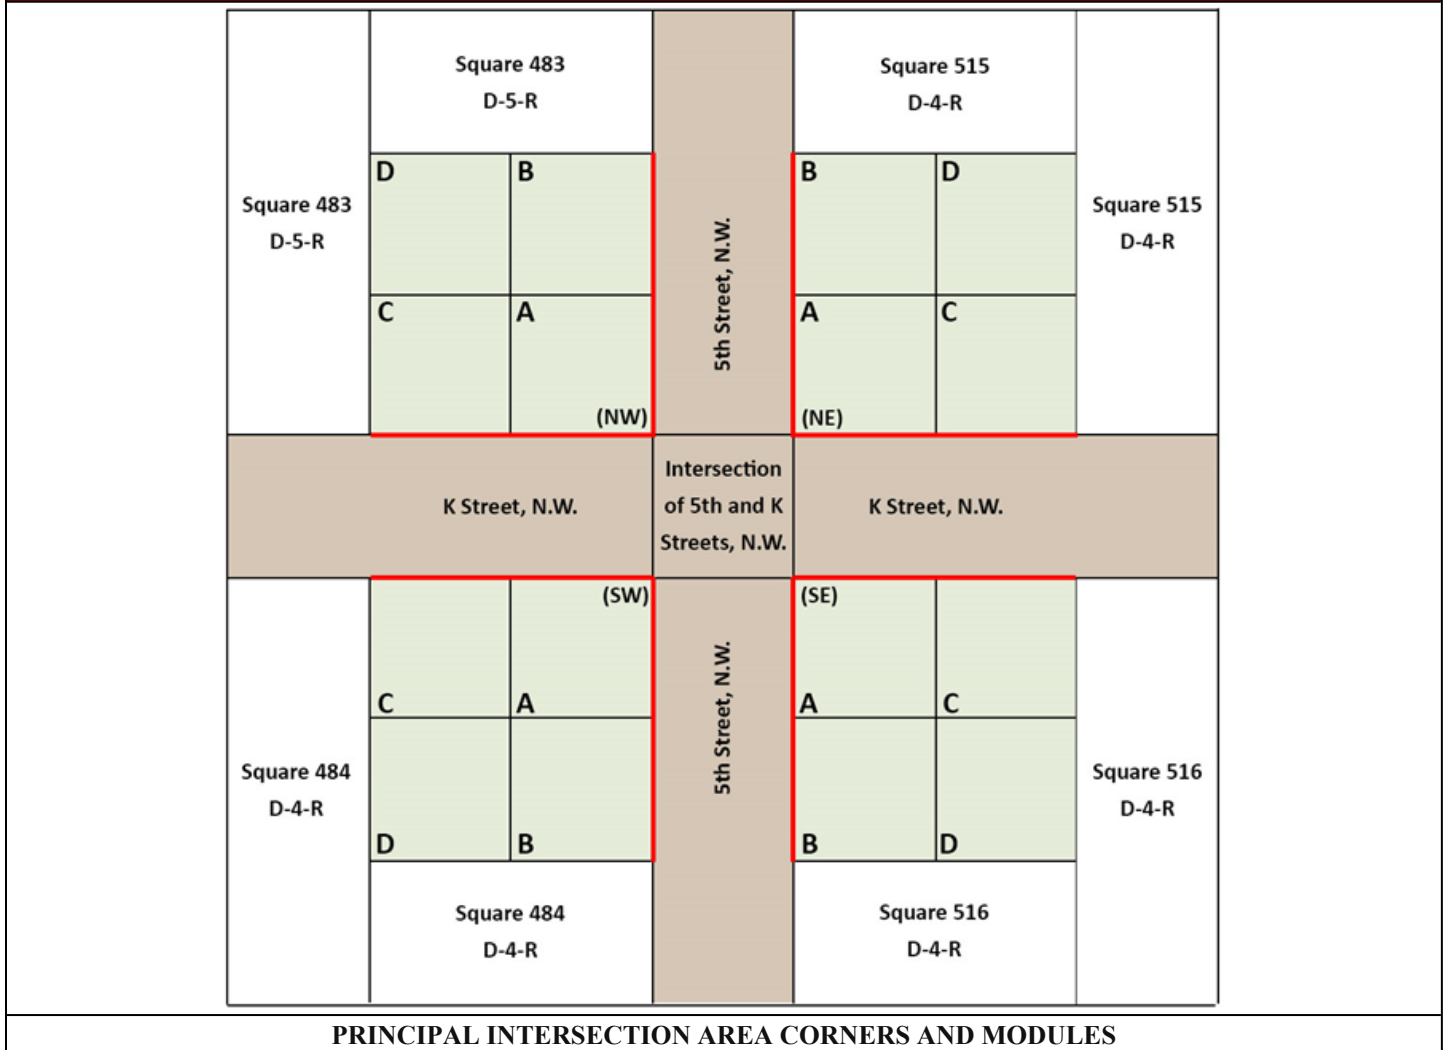 Square 483
D-5-R
Square 515
D-4-R
Square 483
D-5-R
D
B
C
A
(NW)
5th Street, N.W.
B
D
A
C
(NE)
Square 515
D-4-R
K Street, N.W.
Intersection
of 5th and K
Streets, N.W.
K Street, N.W.
Square 484
D-4-R
(SW)
C
A
D
B
5th Street, N.W.
(SE)
A
C
B
D
Square 516
D-4-R
Square 484
D-4-R
Square 516
D-4-R
PRINCIPAL INTERSECTION AREA CORNERS AND MODULES